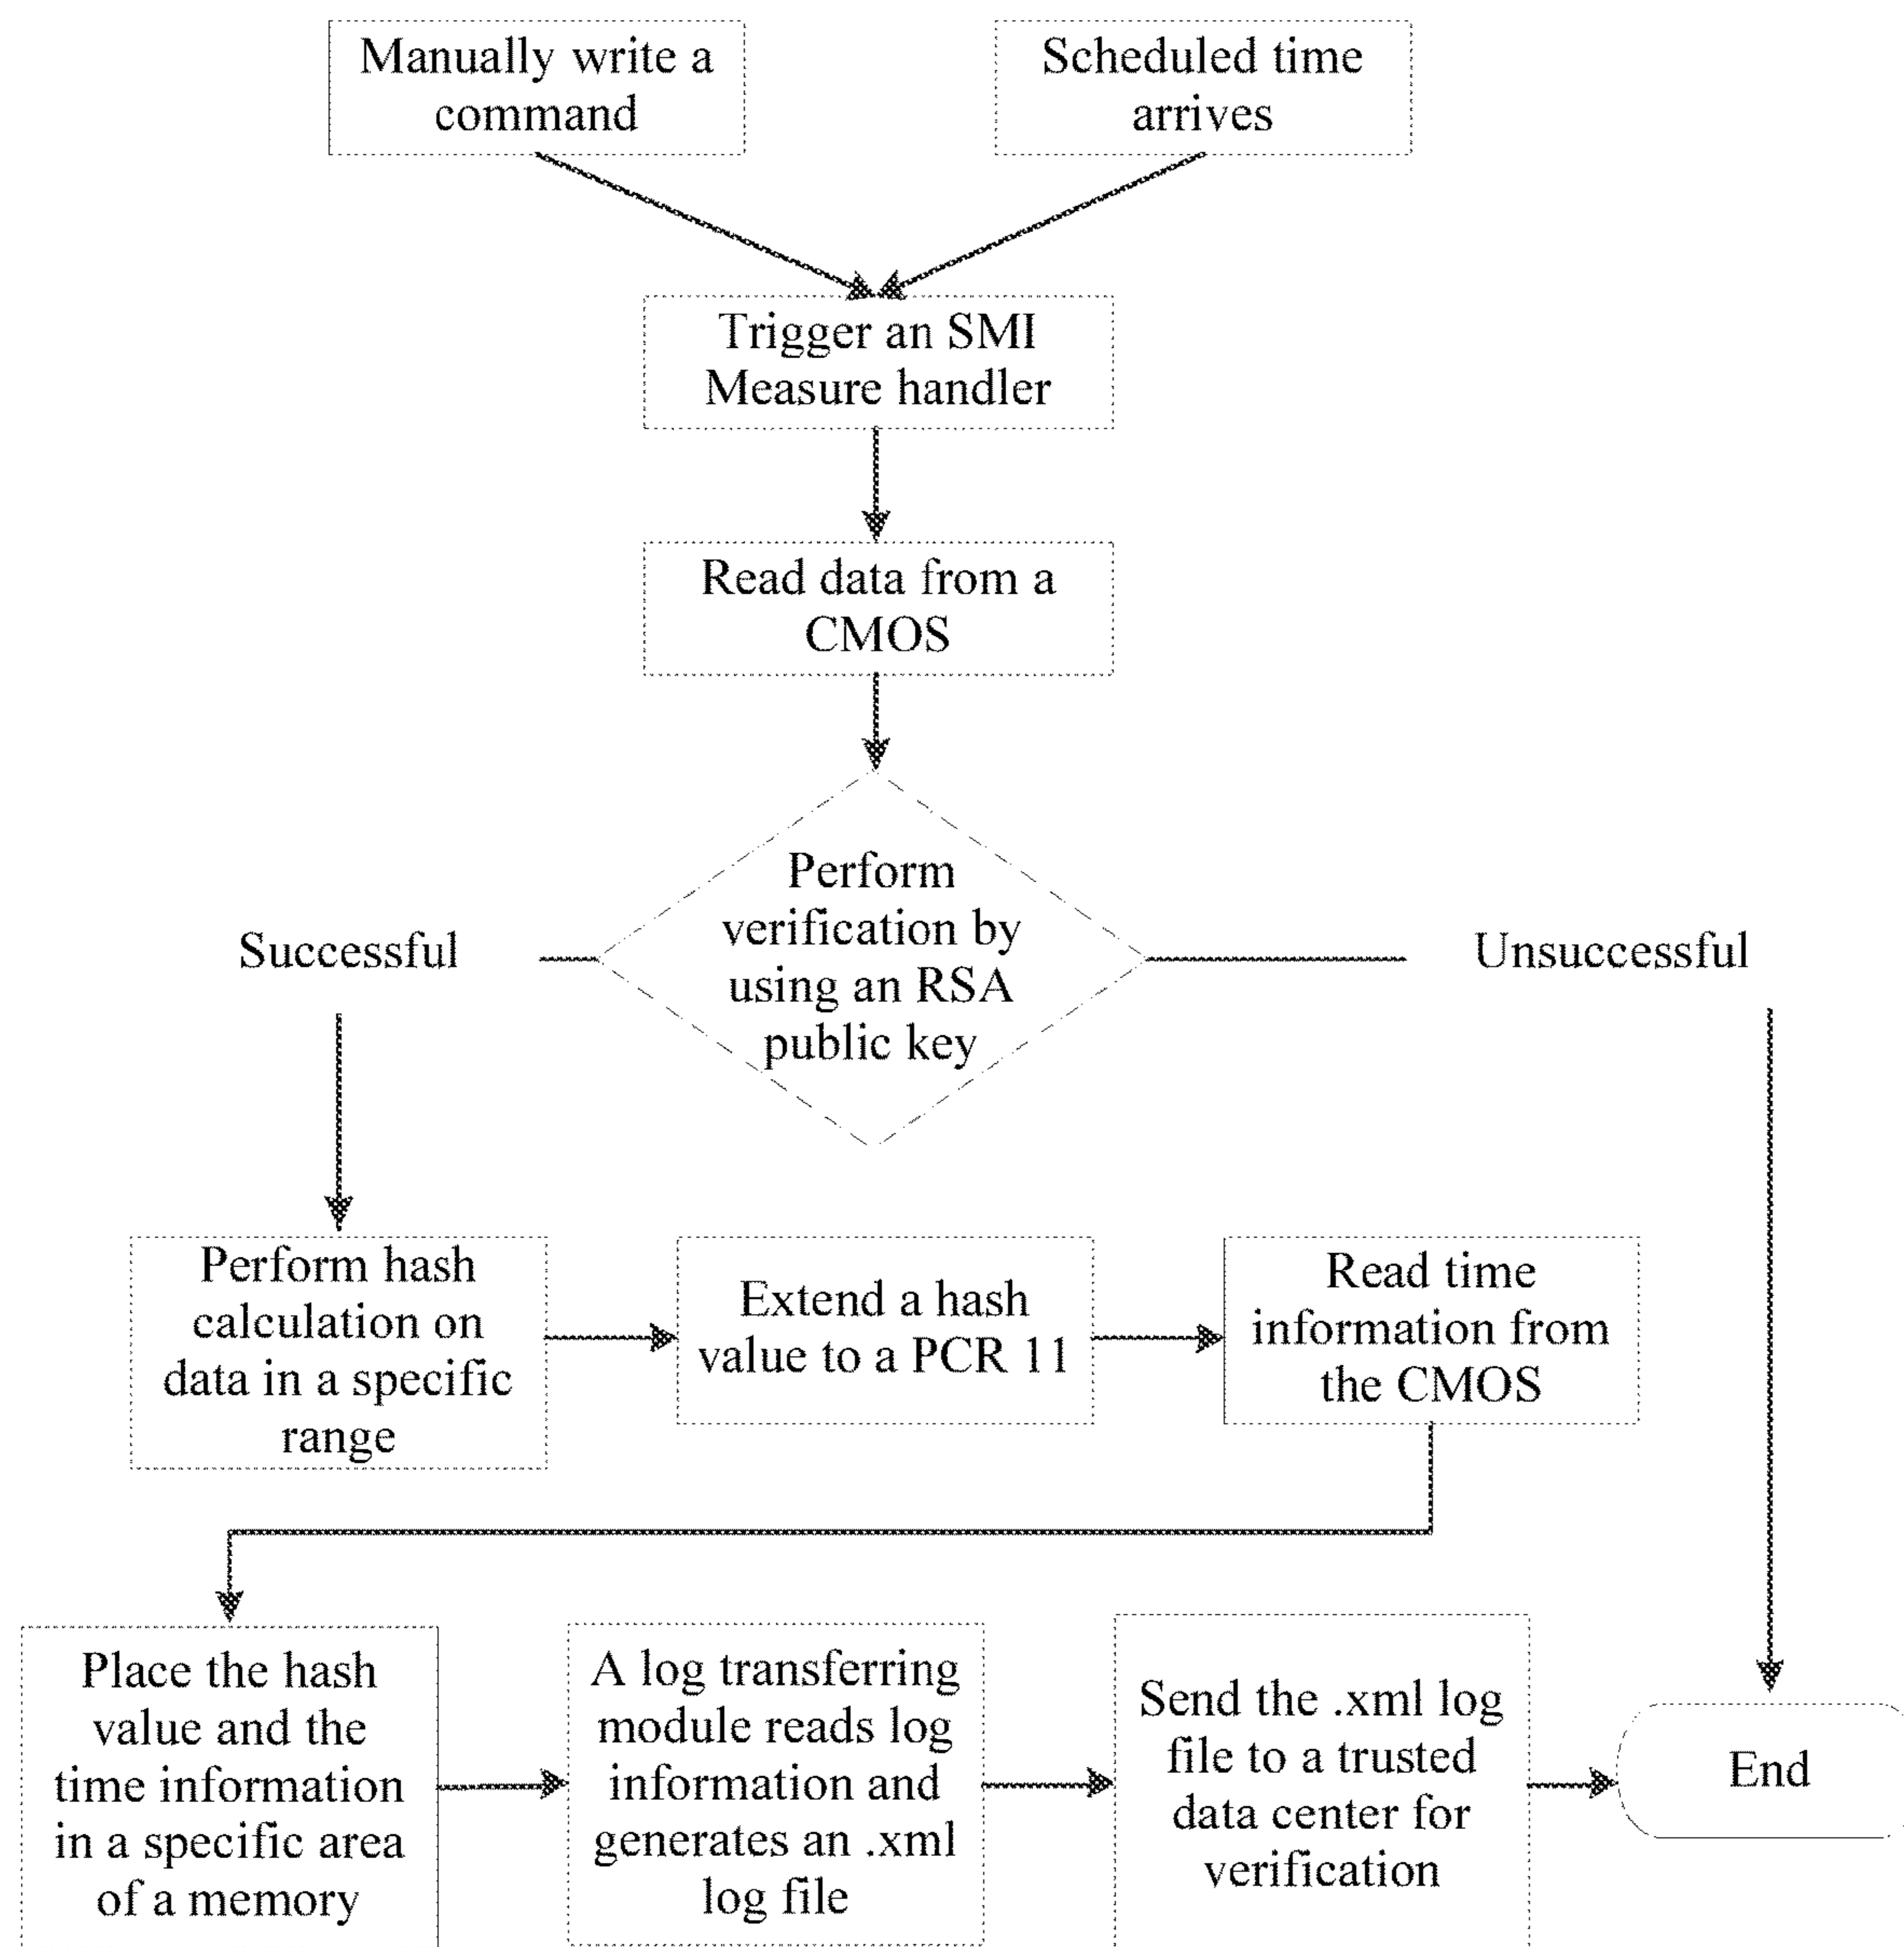 Manually write a
command
Scheduled time
arrives
Trigger an SMI
Measure handler
Read data from a
CMOS
Perform
verification by
using an RSA
public key
Successful
Unsuccessful
Perform hash
calculation on
data in a specific
range
Extend a hash
value to a PCR 11
Read time
information from
the CMOS
Place the hash
value and the
time information
in a specific area
of a memory
A log transferring
module reads log
information and
generates an .xml
log file
Send the .xml log
file to a trusted
data center for
verification
End